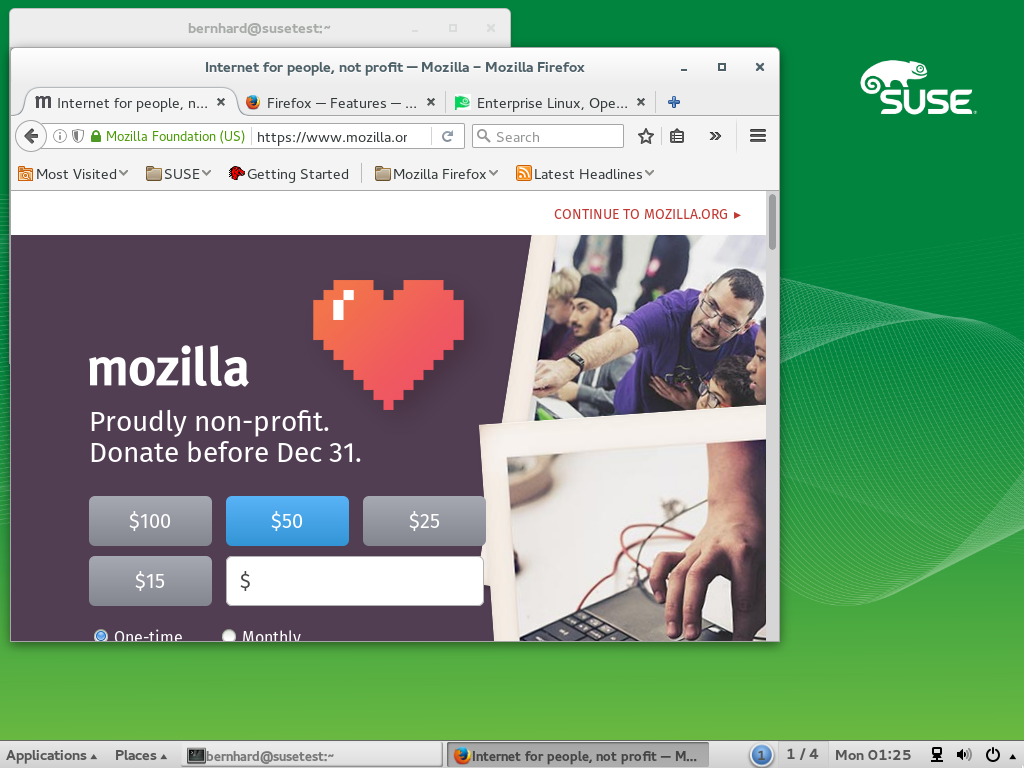 bernhard@susetest:~
Internet for people, not profit — Mozilla – Mozilla Firefox
m Internet for people, n...
Firefox — Features — ...
Enterprise Linux, Ope...
Mozilla Foundation (US)
https://www.mozilla.or
Search
Most Visited
SUSE
Getting Started
Mozilla Firefox
Latest Headlines
CONTINUE TO MOZILLA.ORG ▸
mozilla
Proudly non-profit.
Donate before Dec 31.
$100 $50 $25
$15 $
One-time Monthly
SUSE
Applications Places bernhard@susetest:~ Internet for people, not profit — M... 1 1 / 4 Mon 01:25